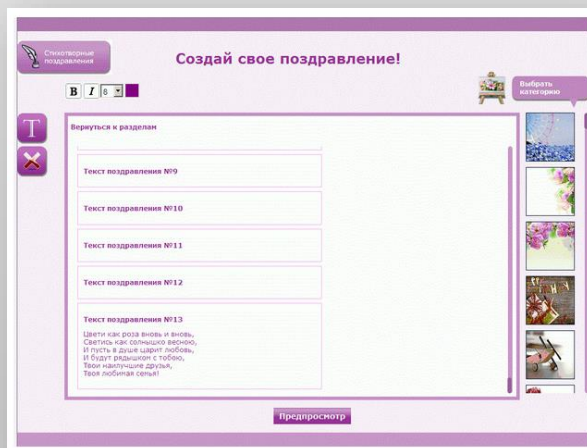 Стихотворные
поздравления
Создай свое поздравление!
B I 8
Выбрать
категорию
T
Вернуться к разделам
Текст поздравления №9
Текст поздравления №10
Текст поздравления №11
Текст поздравления №12
Текст поздравления №13
Цвети как роза вновь и вновь,
Светись как солнышко весною,
И пусть в душе царит любовь,
И будут рядышком с тобою,
Твои наилучшие друзья,
Твоя любимая семья!
Предпросмотр